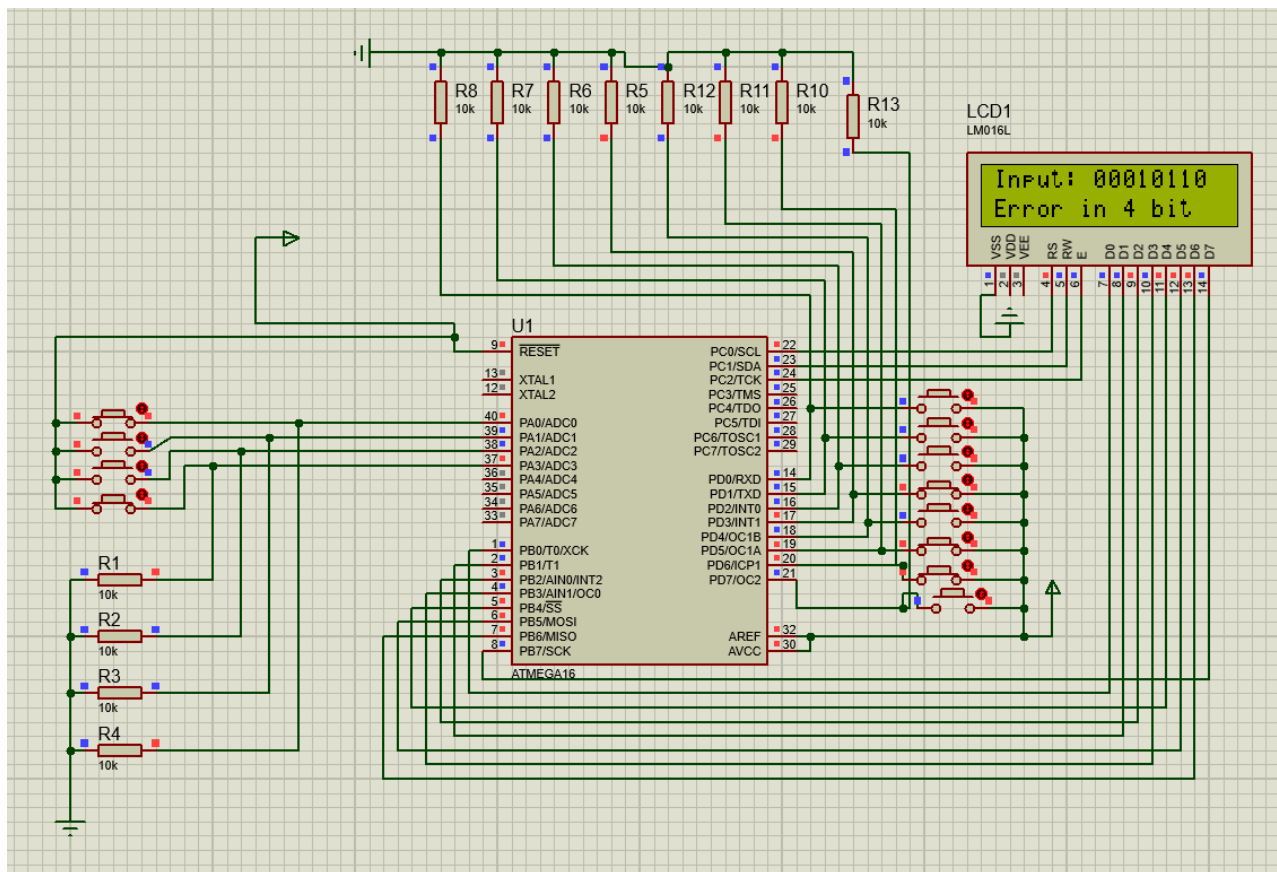 R8
10k
R7
10k
R6
10k
R5
10k
R12
10k
R11
10k
R10
10k
R13
10k
LCD1
LM016L
Input: 00010110
Error in 4 bit
VSS
VDD
VEE
RS
RW
E
D0
D1
D2
D3
D4
D5
D6
D7
1
2
3
4
5
6
7
8
9
10
11
12
13
14
U1
9
RESET
13
XTAL1
12
XTAL2
40
PA0/ADC0
39
PA1/ADC1
38
PA2/ADC2
37
PA3/ADC3
36
PA4/ADC4
35
PA5/ADC5
34
PA6/ADC6
33
PA7/ADC7
1
PB0/T0/XCK
2
PB1/T1
3
PB2/AIN0/INT2
4
PB3/AIN1/OC0
5
PB4/SS
6
PB5/MOSI
7
PB6/MISO
8
PB7/SCK
PC0/SCL
22
PC1/SDA
23
PC2/TCK
24
PC3/TMS
25
PC4/TDO
26
PC5/TDI
27
PC6/TOSC1
28
PC7/TOSC2
29
PD0/RXD
14
PD1/TXD
15
PD2/INT0
16
PD3/INT1
17
PD4/OC1B
18
PD5/OC1A
19
PD6/ICP1
20
PD7/OC2
21
AREF
32
AVCC
30
ATMEGA16
R1
10k
R2
10k
R3
10k
R4
10k